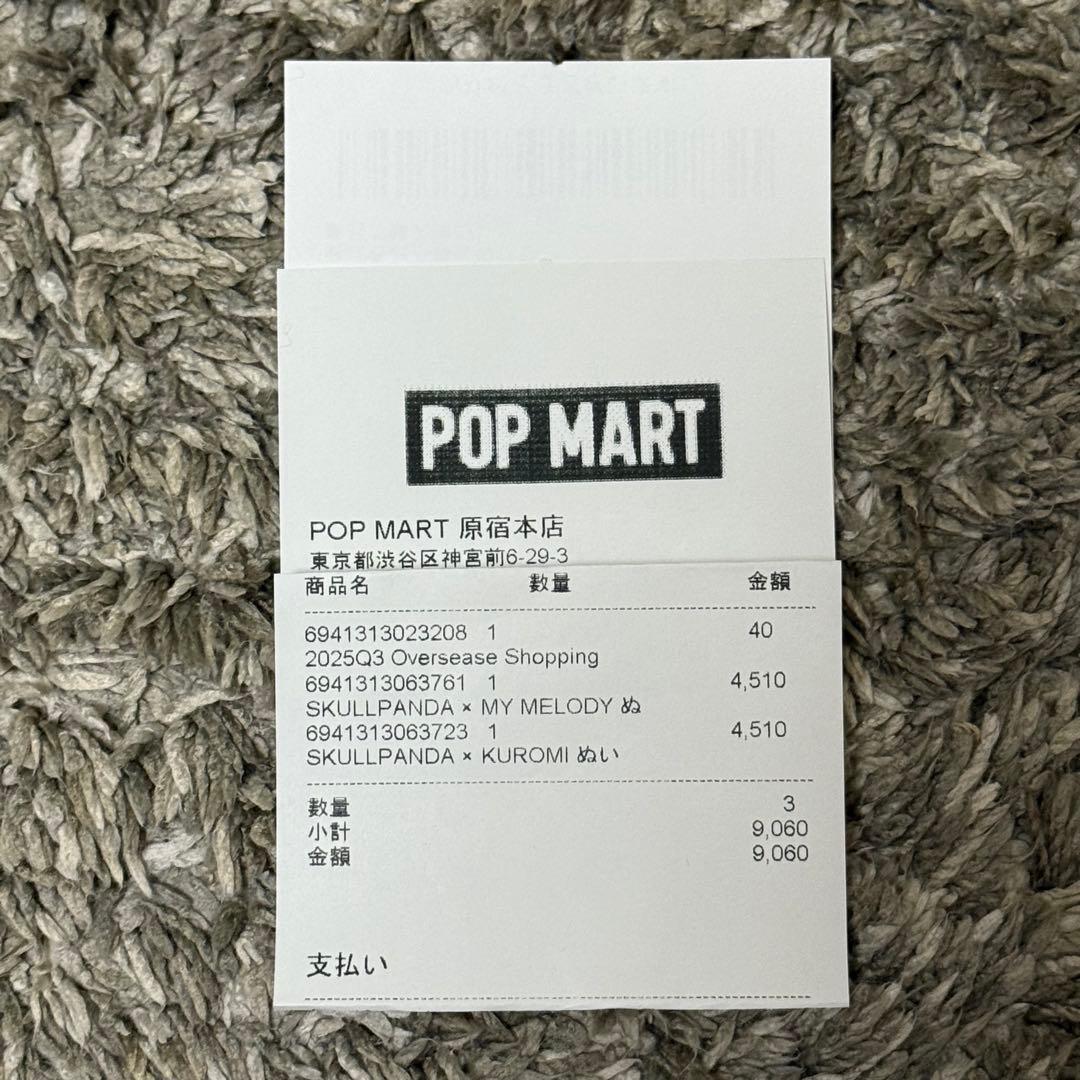 POP MART
POP MART 原宿本店
東京都渋谷区神宮前6-29-3
商品名 数量 金額
6941313023208 1 40
2025Q3 Oversease Shopping
6941313063761 1 4,510
SKULLPANDA × MY MELODY ぬ
6941313063723 1 4,510
SKULLPANDA × KUROMI ぬい
数量 3
小計 9,060
金額 9,060
支払い